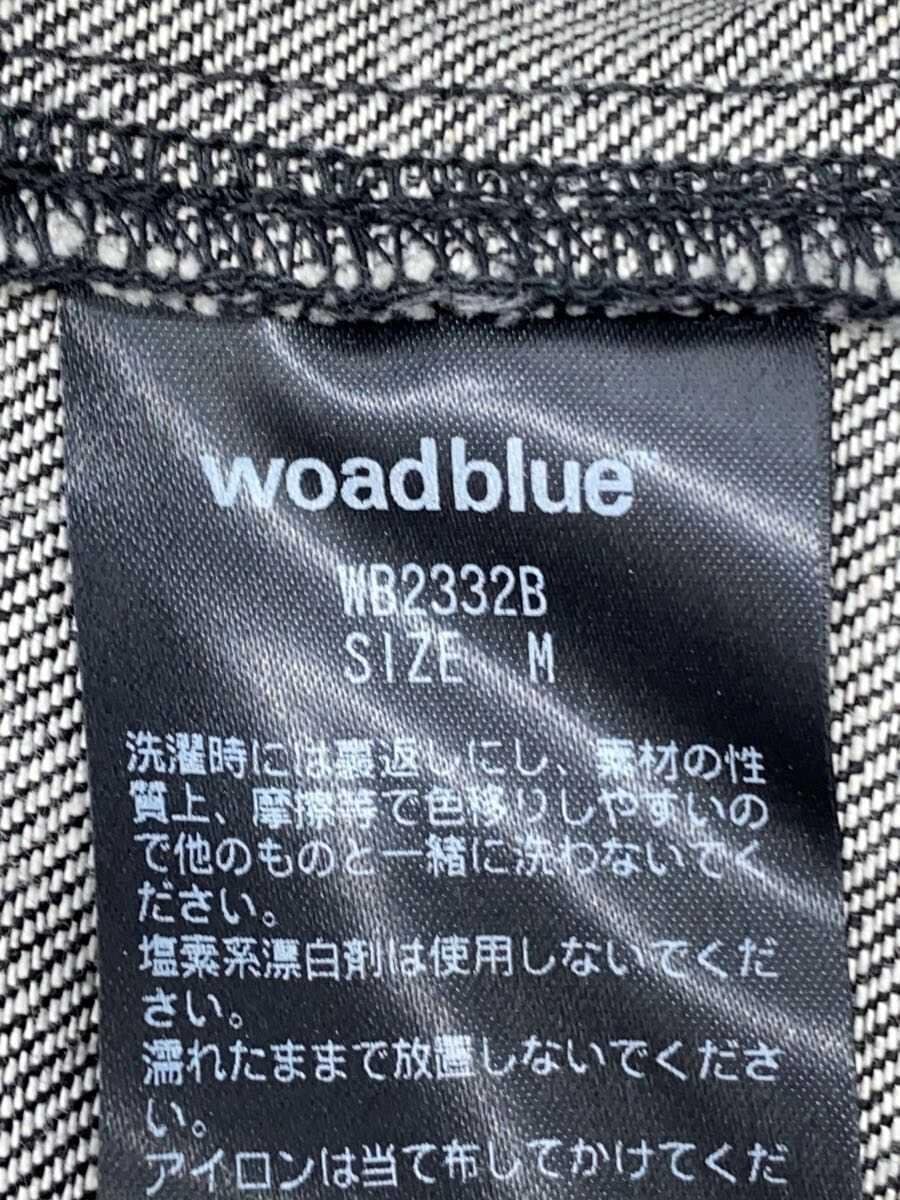 woadblue™
WB2332B
SIZE M
洗濯時には裏返しにし、素材の性
質上、摩擦等で色移りしやすいの
で他のものと一緒に洗わないでく
ださい。
塩素系漂白剤は使用しないでくだ
さい。
濡れたままで放置しないでくださ
い。
アイロンは当て布してかけてくだ